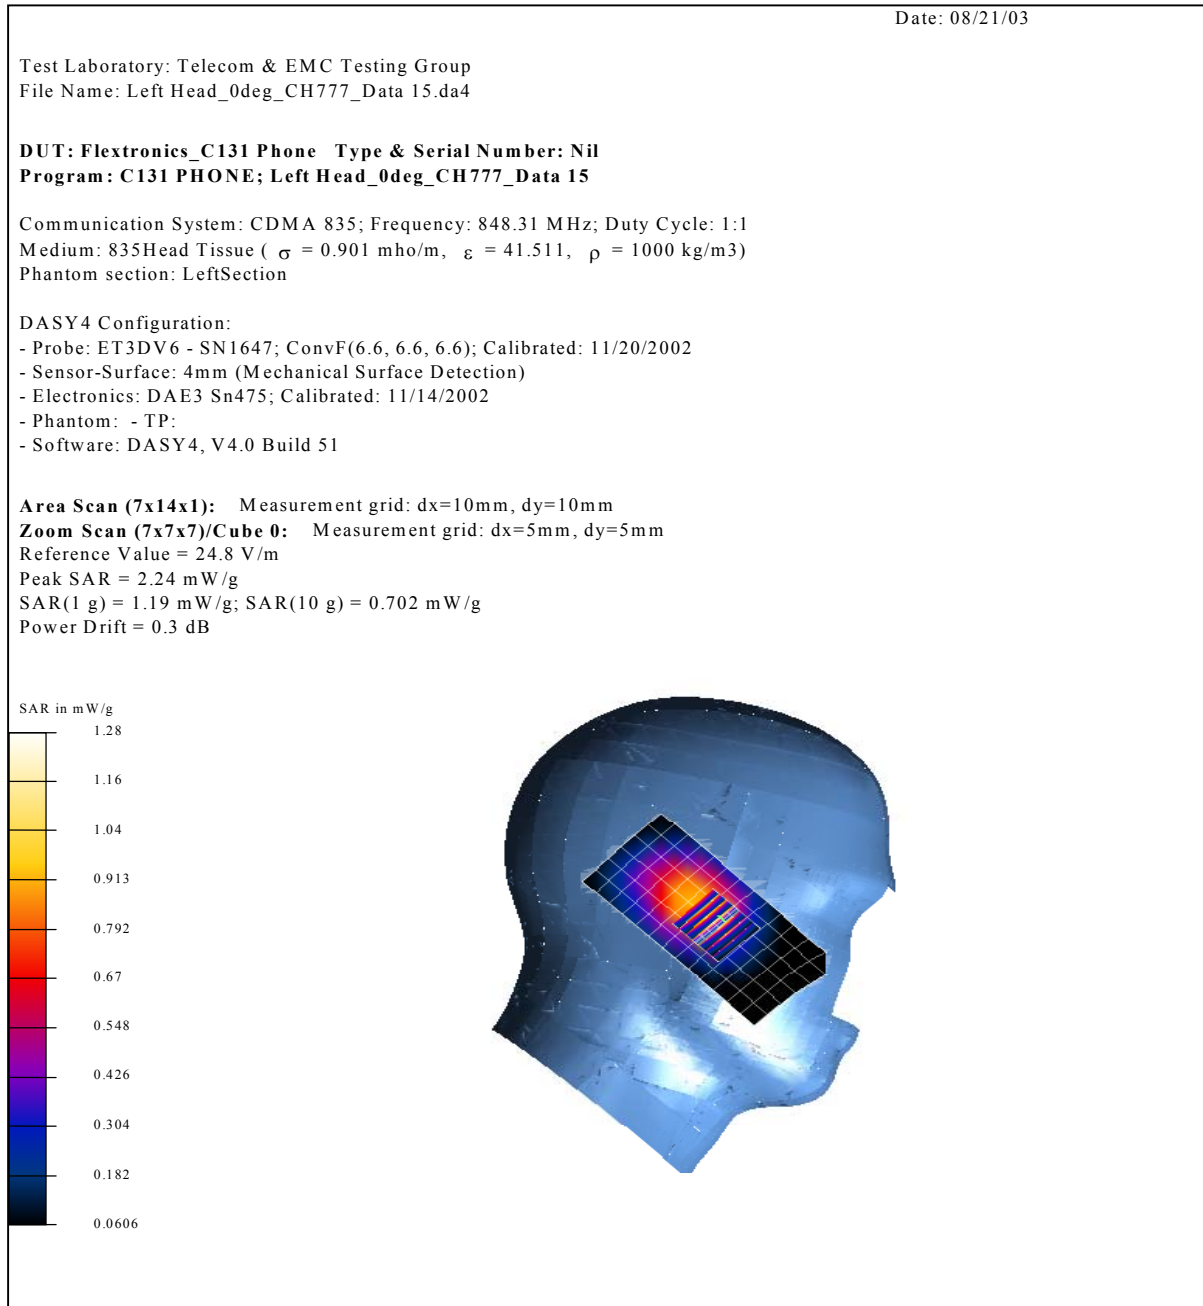 Date: 08/21/03
Test Laboratory: Telecom & EMC Testing Group
File Name: Left Head_0deg_CH777_Data 15.da4
DUT: Flextronics_C131 Phone Type & Serial Number: Nil
Program: C131 PHONE; Left Head_0deg_CH777_Data 15
Communication System: CDMA 835; Frequency: 848.31 MHz; Duty Cycle: 1:1
Medium: 835Head Tissue ( σ = 0.901 mho/m, ε = 41.511, ρ = 1000 kg/m3)
Phantom section: LeftSection
DASY4 Configuration:
- Probe: ET3DV6 - SN1647; ConvF(6.6, 6.6, 6.6); Calibrated: 11/20/2002
- Sensor-Surface: 4mm (Mechanical Surface Detection)
- Electronics: DAE3 Sn475; Calibrated: 11/14/2002
- Phantom: - TP:
- Software: DASY4, V4.0 Build 51
Area Scan (7x14x1): Measurement grid: dx=10mm, dy=10mm
Zoom Scan (7x7x7)/Cube 0: Measurement grid: dx=5mm, dy=5mm
Reference Value = 24.8 V/m
Peak SAR = 2.24 mW/g
SAR(1 g) = 1.19 mW/g; SAR(10 g) = 0.702 mW/g
Power Drift = 0.3 dB
SAR in mW/g
1.28
1.16
1.04
0.913
0.792
0.67
0.548
0.426
0.304
0.182
0.0606